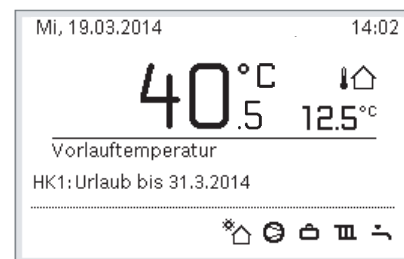 Mi, 19.03.2014 14:02
40.5 °C
12.5°C
Vorlauftemperatur
HK1: Urlaub bis 31.3.2014